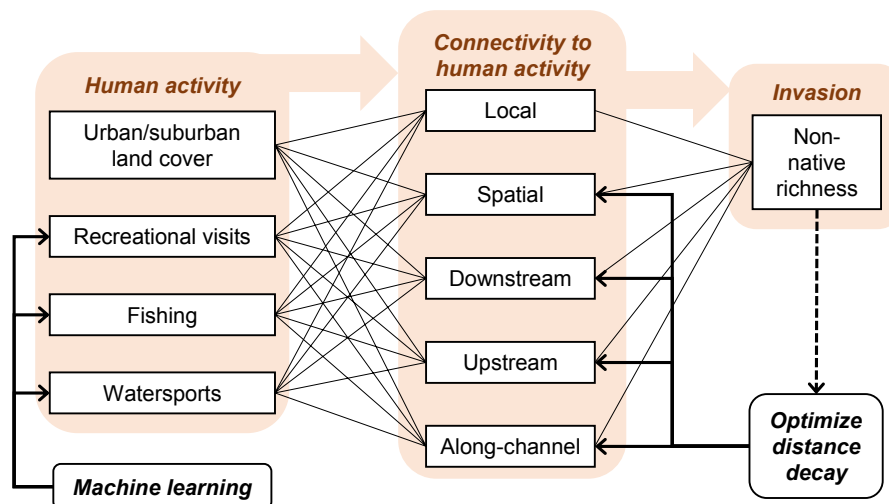 Human activity
Urban/suburban
land cover
Recreational visits
Fishing
Watersports
Machine learning
Connectivity to
human activity
Local
Spatial
Downstream
Upstream
Along-channel
Invasion
Non-
native
richness
Optimize
distance
decay